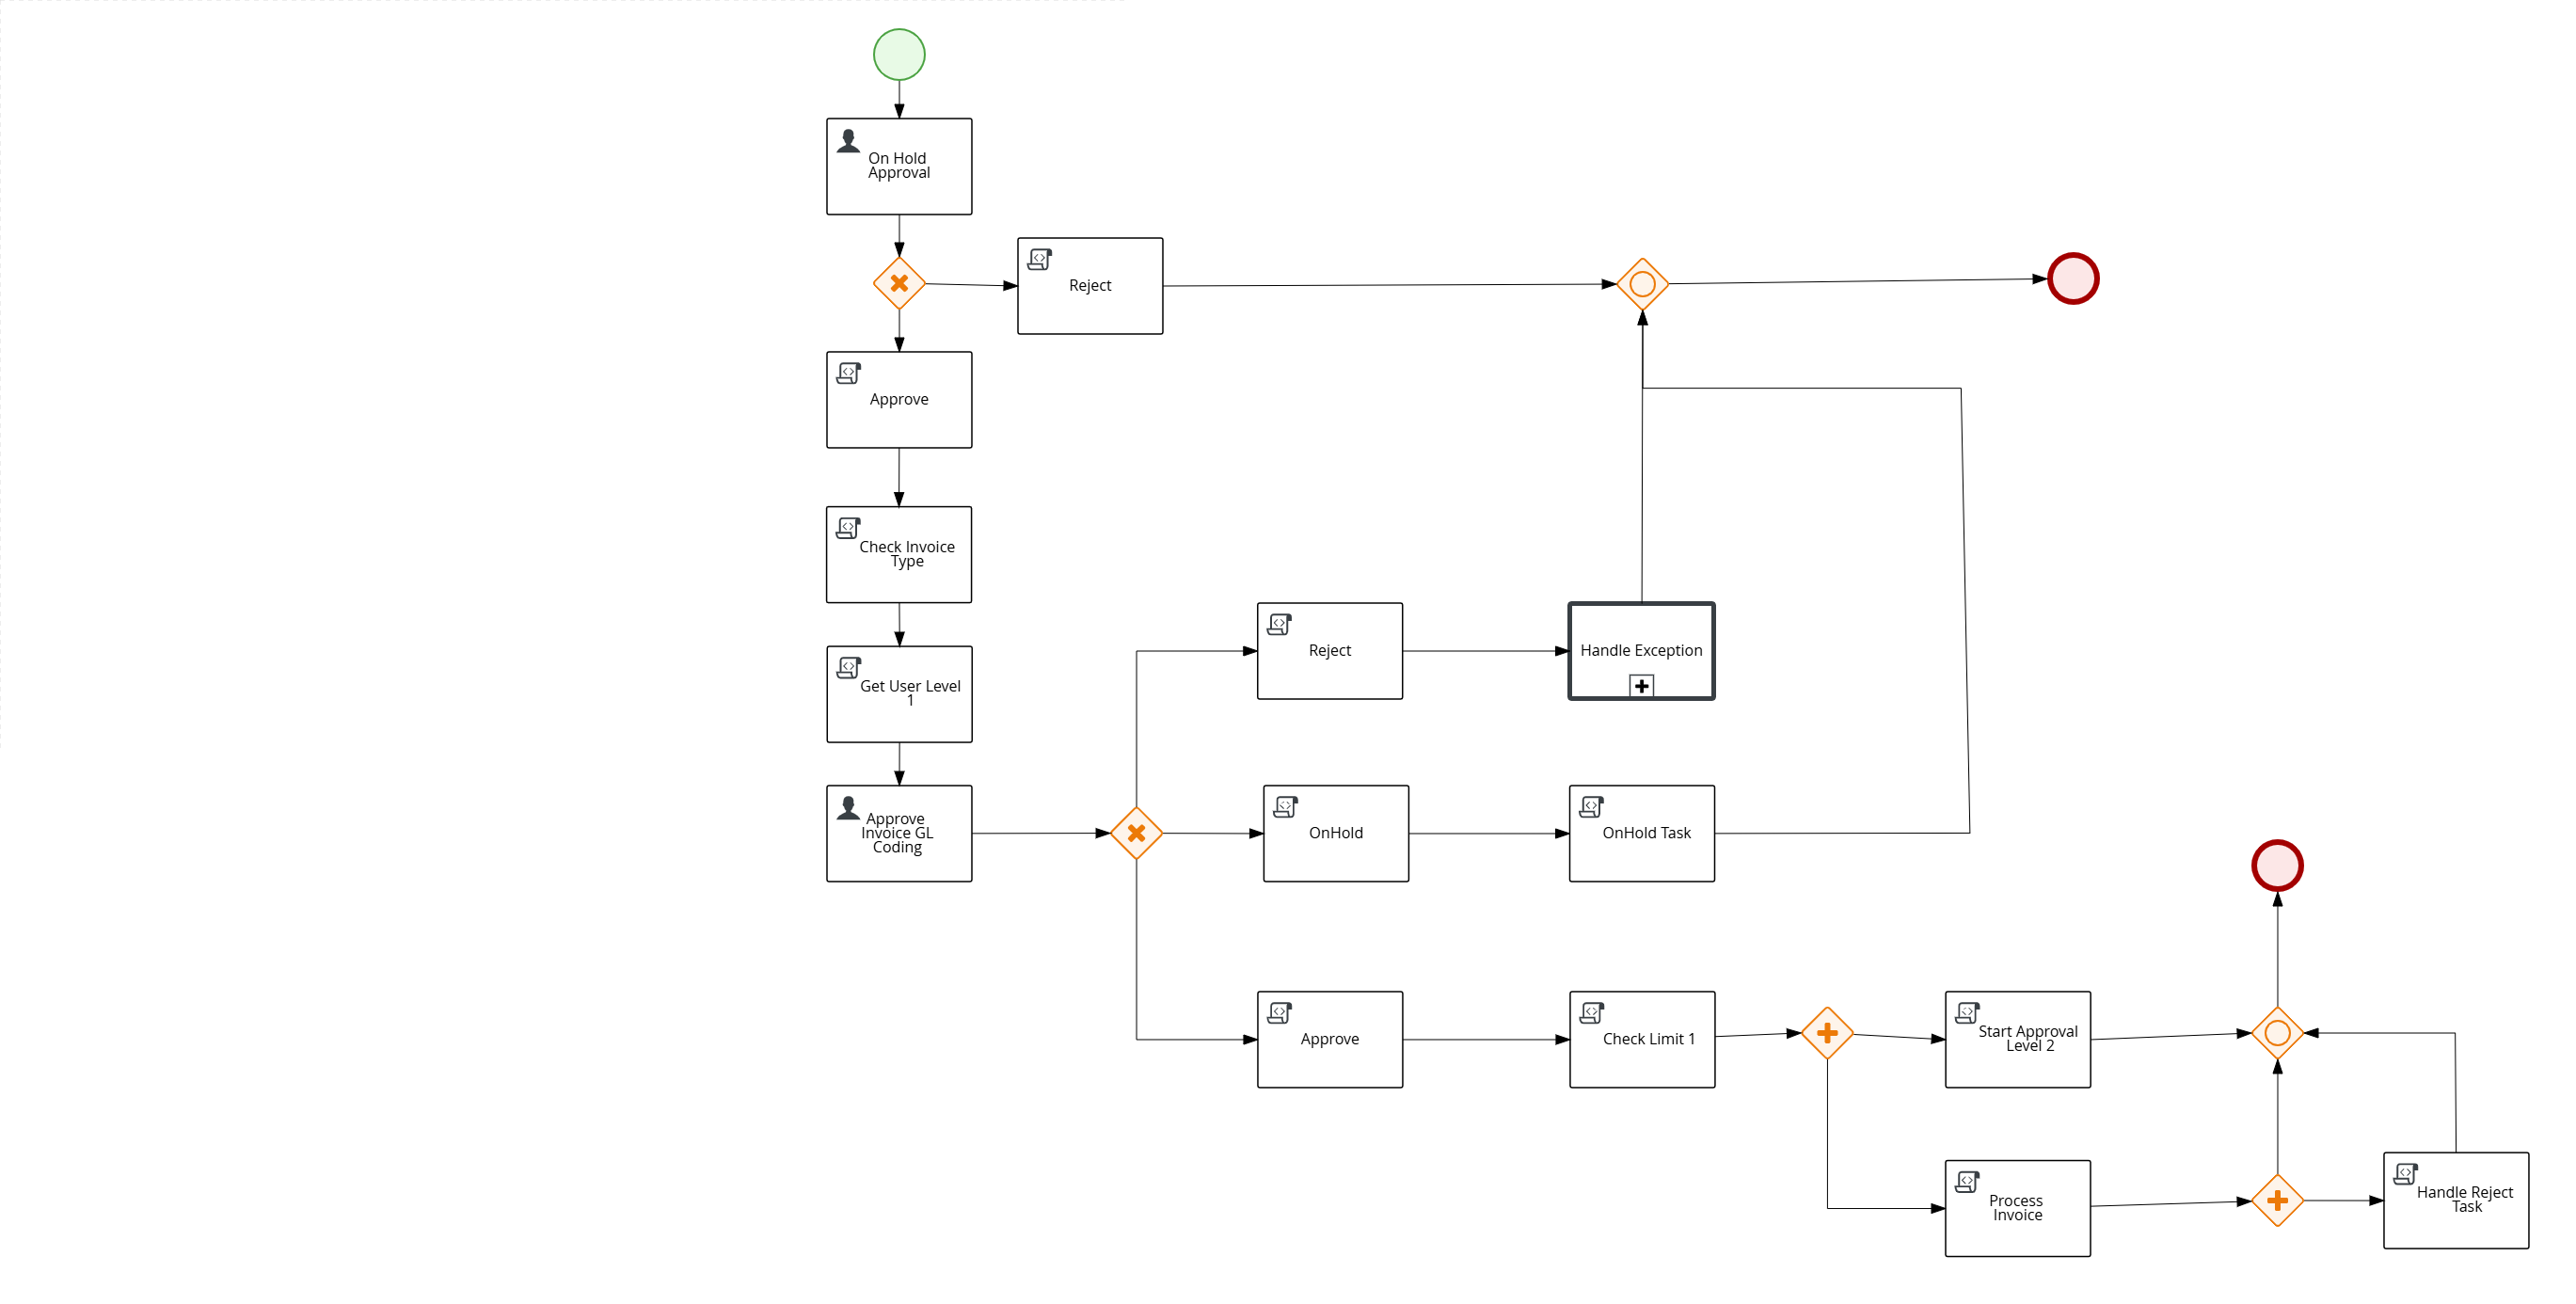 On Hold
Approval
Reject
Approve
Check Invoice
Type
Get User Level
1
Reject
Handle Exception
Approve
Invoice GL
Coding
OnHold
OnHold Task
Approve
Check Limit 1
Start Approval
Level 2
Process
Invoice
Handle Reject
Task